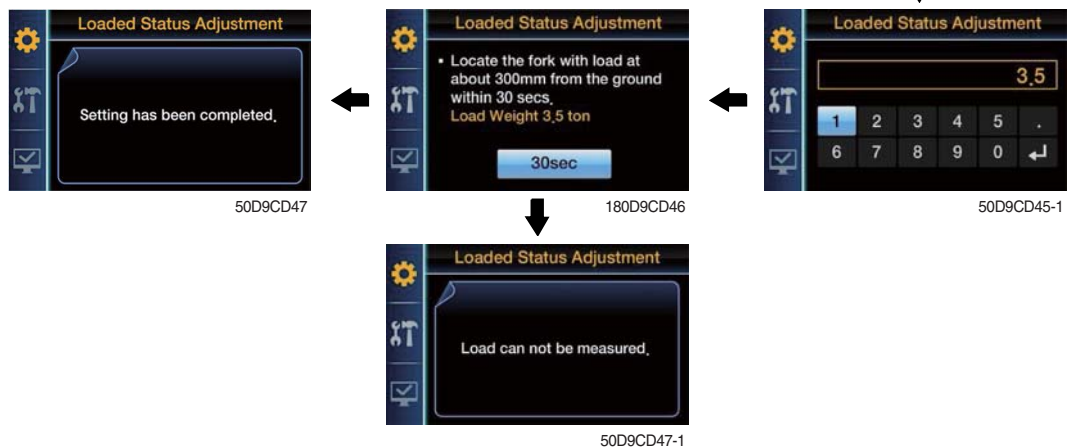 Loaded Status Adjustment
Setting has been completed.
50D9CD47
Loaded Status Adjustment
• Locate the fork with load at
about 300mm from the ground
within 30 secs.
Load Weight 3.5 ton
30sec
180D9CD46
Loaded Status Adjustment
3.5
1 2 3 4 5 .
6 7 8 9 0 ↵
50D9CD45-1
Loaded Status Adjustment
Load can not be measured.
50D9CD47-1